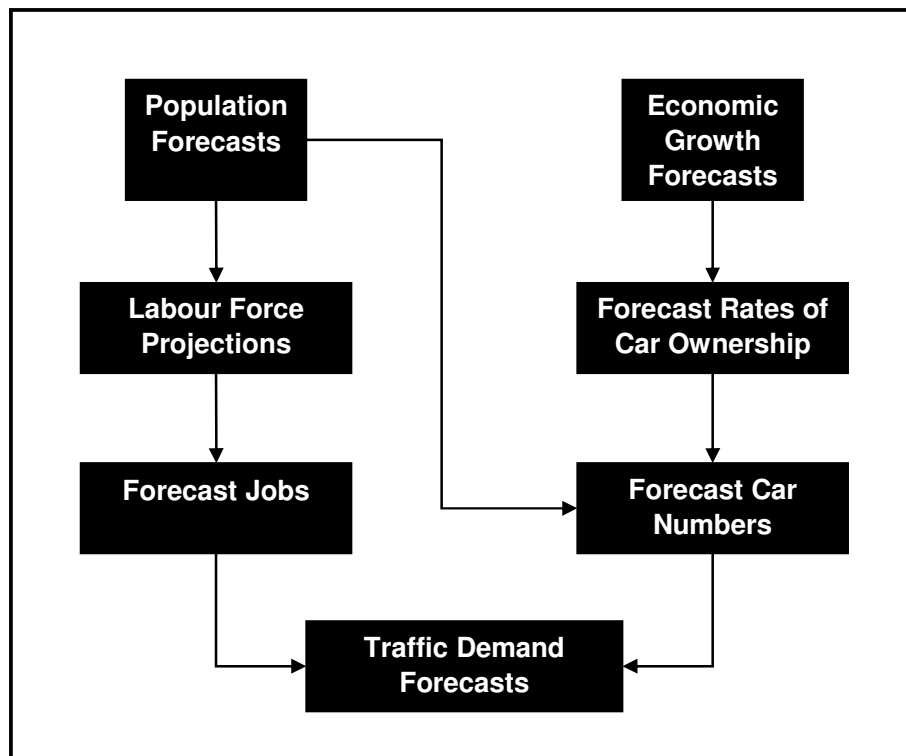 Population
Forecasts
Economic
Growth
Forecasts
Labour Force
Projections
Forecast Rates of
Car Ownership
Forecast Jobs
Forecast Car
Numbers
Traffic Demand
Forecasts